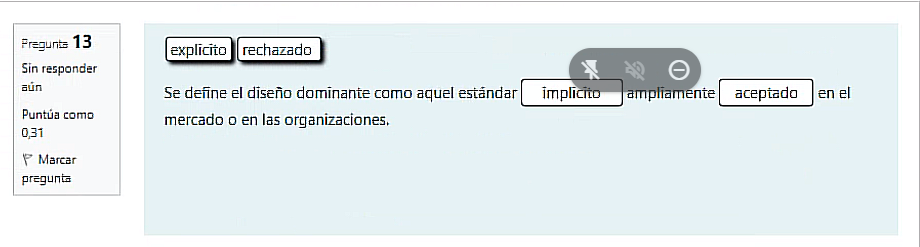 Pregunta 13
Sin responder
aún
Puntúa como
0,31
Marcar
pregunta
explícito rechazado
Se define el diseño dominante como aquel estándar implícito ampliamente aceptado en el
mercado o en las organizaciones.